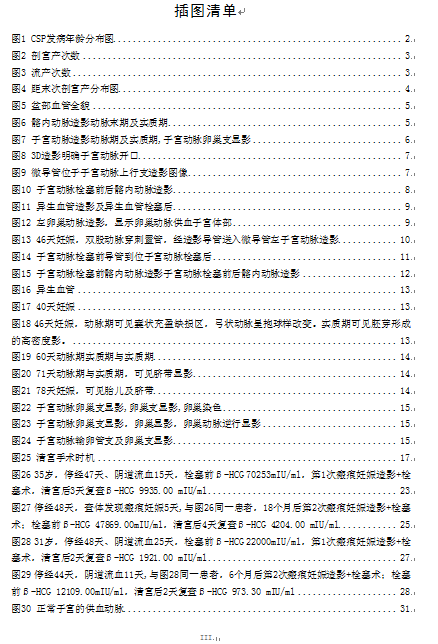 插图清单
图1 CSP发病年龄分布图 2
图2 剖宫产次数 3
图3 流产次数 3
图4 距末次剖宫产分布图 4
图5 盆部血管全貌 5
图6 髂内动脉造影动脉末期及实质期 5
图7 子宫动脉造影动脉期及实质期,子宫动脉卵巢支显影 6
图8 3D造影明确子宫动脉开口 7
图9 微导管位于子宫动脉上行支造影图像 7
图10 子宫动脉栓塞前后髂内动脉造影 8
图11 异生血管造影及异生血管栓塞后 9
图12 左卵巢动脉造影，显示卵巢动脉供血子宫体部 9
图13 46天妊娠，双股动脉穿刺置管，经造影导管送入微导管左子宫动脉造影 10
图14 子宫动脉栓塞前导管到位子宫动脉栓塞后 11
图15 子宫动脉栓塞前髂内动脉造影子宫动脉栓塞前后髂内动脉造影 12
图16 异生血管 13
图17 40天妊娠 13
图18 46天妊娠，动脉期可见囊状充盈缺损区，弓状动脉呈抱球样改变。实质期可见胚芽形成
的高密度影。 13
图19 60天动脉期实质期与实质期 14
图20 71天动脉期与实质期，可见脐带显影 14
图21 78天妊娠，可见胎儿及脐带 14
图22 子宫动脉卵巢支显影,卵巢支显影,卵巢染色 15
图23 子宫动脉卵巢支显影，卵巢显影，卵巢动脉逆行显影 15
图24 子宫动脉输卵管支及卵巢支显影 15
图25 清宫手术时机 17
图26 35岁，停经47天、阴道流血15天，栓塞前β-HCG 70253mIU/ml，第1次瘢痕妊娠造影+栓
塞术，清宫后3天复查β-HCG 9935.00 mIU/ml 23
图27 停经48天，查体发现瘢痕妊娠5天，与图26同一患者，18个月后第2次瘢痕妊娠造影+栓塞
术；栓塞前β-HCG 47869.00mIU/ml，清宫后4天复查β-HCG 4204.00 mIU/ml 25
图28 31岁，停经48天、阴道流血25天，栓塞前β-HCG22000mIU/ml，第1次瘢痕妊娠造影+栓
塞术，清宫后2天复查β-HCG 1921.00 mIU/ml 27
图29 停经44天，阴道流血11天,与图28同一患者，6个月后第2次瘢痕妊娠造影+栓塞术；栓塞
前β-HCG 12109.00mIU/ml，清宫后2天复查β-HCG 973.30 mIU/ml 28
图30 正常子宫的供血动脉 31
III